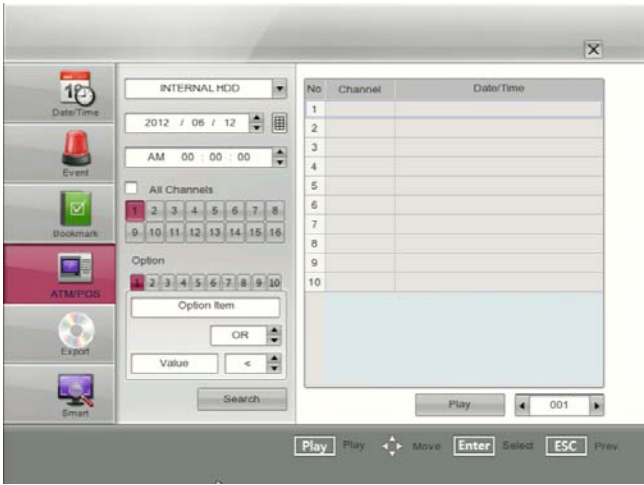 18
Date/Time
Event
Bookmark
ATM/POS
Export
Smart
INTERNAL HDD
2012 / 06 / 12
AM 00 : 00 : 00
All Channels
1 2 3 4 5 6 7 8
9 10 11 12 13 14 15 16
Option
1 2 3 4 5 6 7 8 9 10
Option Item
OR
Value <
Search
No Channel Date/Time
1
2
3
4
5
6
7
8
9
10
Play 001
Play Play Move Enter Select ESC Prev